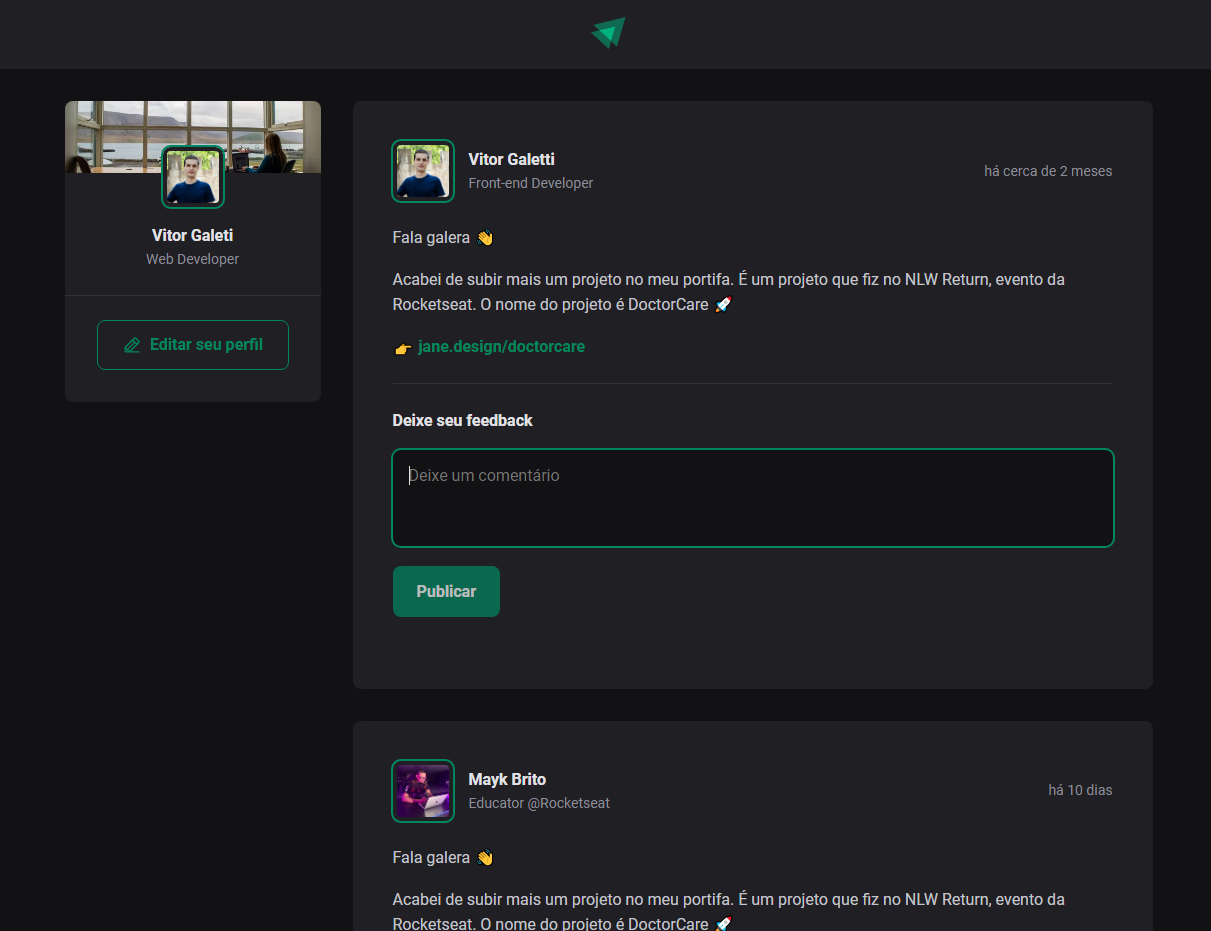 Vitor Galeti
Web Developer
Editar seu perfil
Vitor Galetti
Front-end Developer
há cerca de 2 meses
Fala galera 👋
Acabei de subir mais um projeto no meu portifa. É um projeto que fiz no NLW Return, evento da
Rocketseat. O nome do projeto é DoctorCare 🚀
👉 jane.design/doctorcare
Deixe seu feedback
Deixe um comentário
Publicar
Mayk Brito
Educator @Rocketseat
há 10 dias
Fala galera 👋
Acabei de subir mais um projeto no meu portifa. É um projeto que fiz no NLW Return, evento da
Rocketseat. O nome do projeto é DoctorCare 🚀